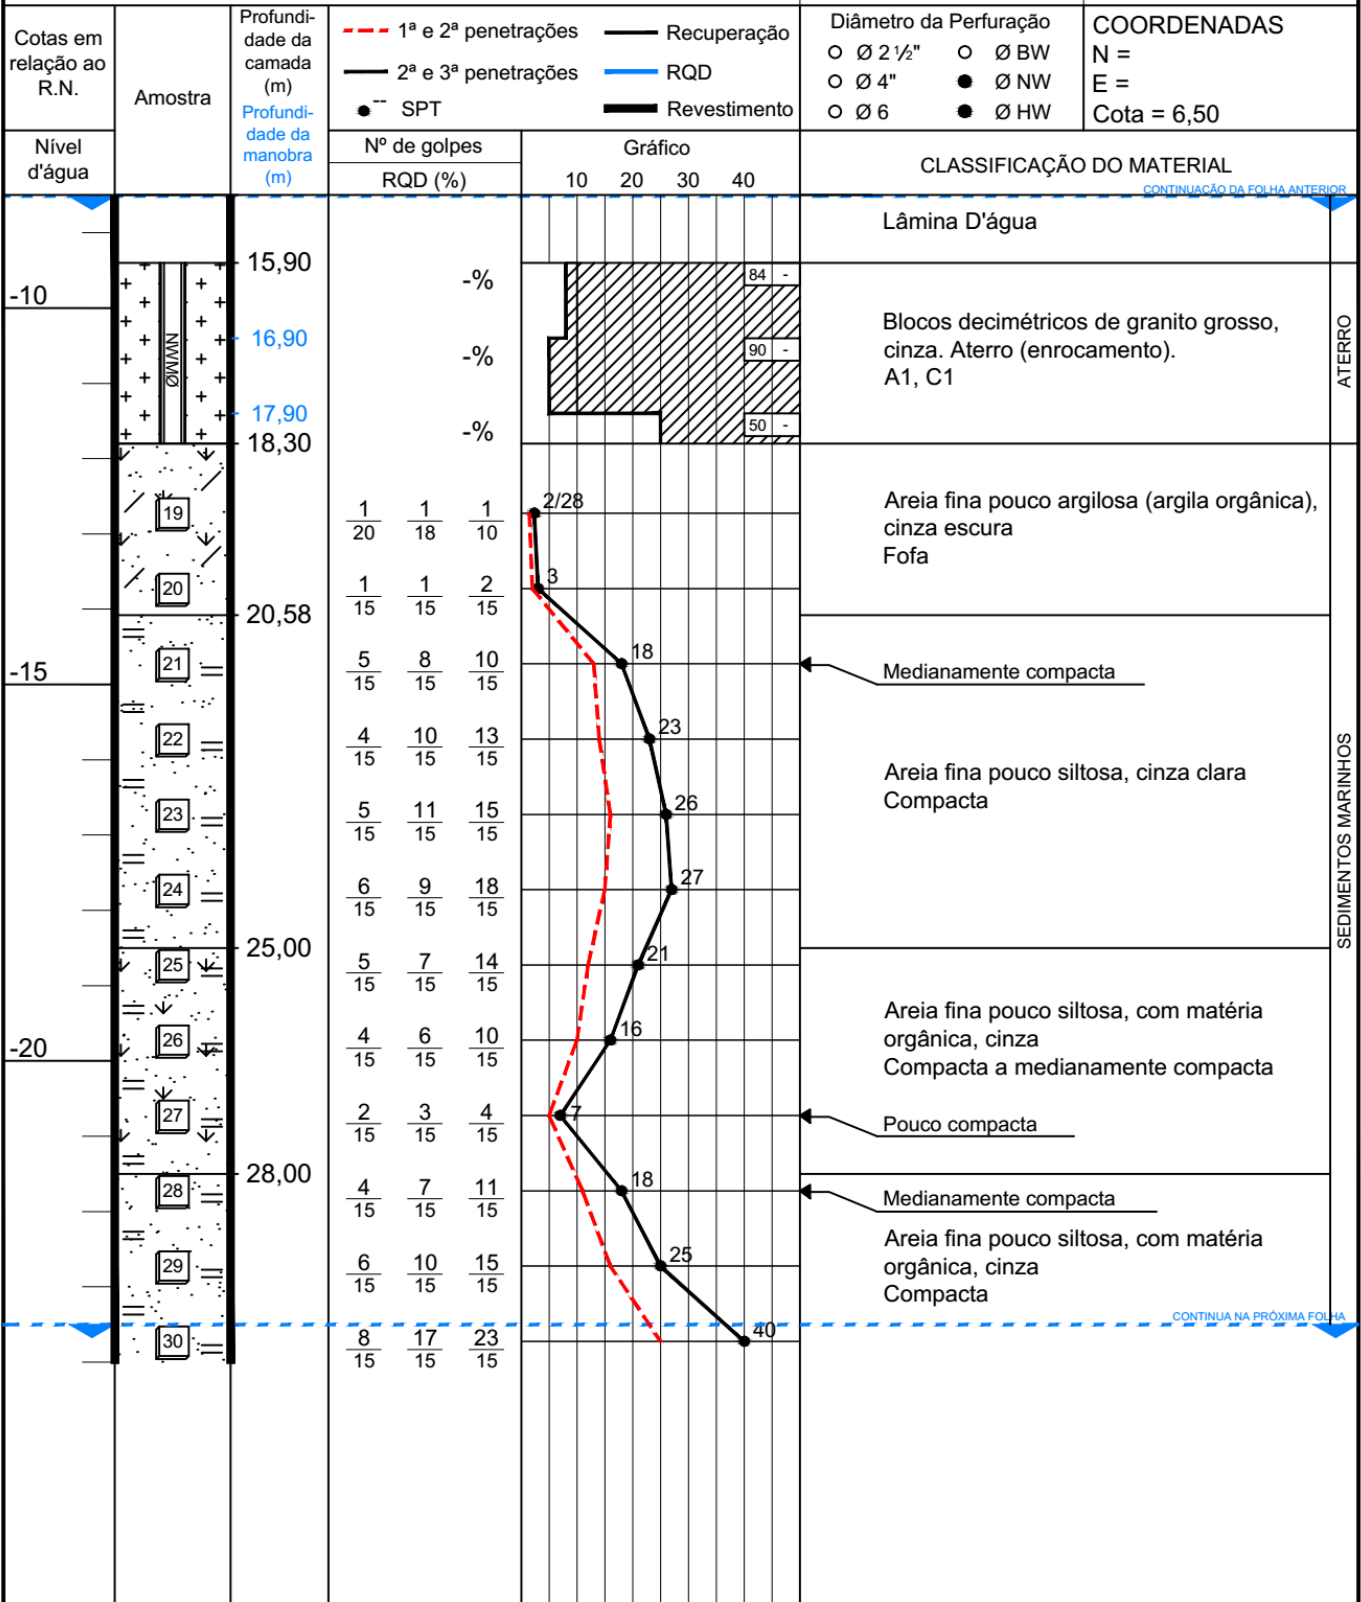 Cotas em
relação ao
R.N.
Nível
d'água
Amostra
Profundi-
dade da
camada
(m)
Profundi-
dade da
manobra
(m)
1ª e 2ª penetrações
Recuperação
2ª e 3ª penetrações
RQD
SPT
Revestimento
Nº de golpes
Gráfico
RQD (%)
10 20 30 40
Diâmetro da Perfuração
Ø 2 ½" Ø BW
Ø 4" Ø NW
Ø 6 Ø HW
COORDENADAS
N =
E =
Cota = 6,50
CLASSIFICAÇÃO DO MATERIAL
CONTINUAÇÃO DA FOLHA ANTERIOR
Lâmina D'água
15,90
-% 84 -
-10
NWMØ
16,90
-% 90 -
Blocos decimétricos de granito grosso,
cinza. Aterro (enrocamento).
A1, C1
ATERRO
17,90
-% 50 -
18,30
19
1 1 1
20 18 10
2/28
Areia fina pouco argilosa (argila orgânica),
cinza escura
Fofa
20
1 1 2
15 15 15
3
20,58
21
5 8 10
15 15 15
18
Medianamente compacta
-15
22
4 10 13
15 15 15
23
Areia fina pouco siltosa, cinza clara
Compacta
SEDIMENTOS MARINHOS
23
5 11 15
15 15 15
26
24
6 9 18
15 15 15
27
25,00
25
5 7 14
15 15 15
21
Areia fina pouco siltosa, com matéria
orgânica, cinza
Compacta a medianamente compacta
26
4 6 10
15 15 15
16
-20
27
2 3 4
15 15 15
7
Pouco compacta
28,00
28
4 7 11
15 15 15
18
Medianamente compacta
Areia fina pouco siltosa, com matéria
orgânica, cinza
Compacta
29
6 10 15
15 15 15
25
CONTINUA NA PRÓXIMA FOLHA
30
8 17 23
15 15 15
40